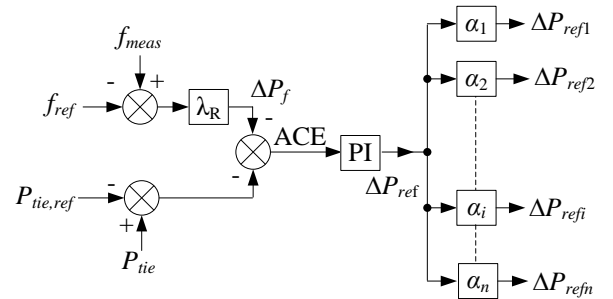 f_meas
- +
f_ref
λ_R
ΔP_f
-
ACE
PI
ΔP_ref
-
P_tie,ref
-
+
P_tie
α_1
ΔP_ref1
α_2
ΔP_ref2
α_i
ΔP_refi
α_n
ΔP_refn